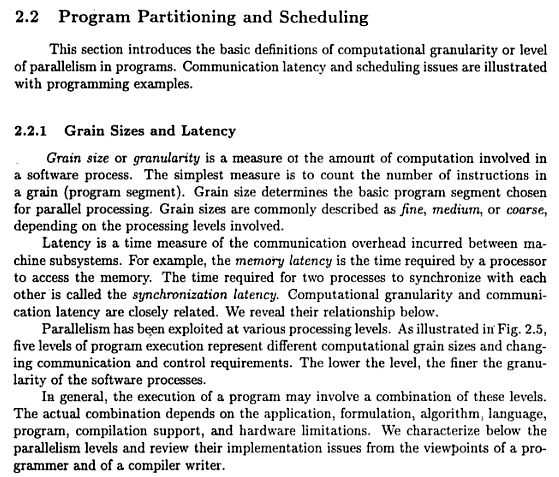 2.2 Program Partitioning and Scheduling
This section introduces the basic definitions of computational granularity or level
of parallelism in programs. Communication latency and scheduling issues are illustrated
with programming examples.
2.2.1 Grain Sizes and Latency
Grain size or granularity is a measure of the amount of computation involved in
a software process. The simplest measure is to count the number of instructions in
a grain (program segment). Grain size determines the basic program segment chosen
for parallel processing. Grain sizes are commonly described as fine, medium, or coarse,
depending on the processing levels involved.
Latency is a time measure of the communication overhead incurred between ma-
chine subsystems. For example, the memory latency is the time required by a processor
to access the memory. The time required for two processes to synchronize with each
other is called the synchronization latency. Computational granularity and communi-
cation latency are closely related. We reveal their relationship below.
Parallelism has been exploited at various processing levels. As illustrated in Fig. 2.5,
five levels of program execution represent different computational grain sizes and chang-
ing communication and control requirements. The lower the level, the finer the granu-
larity of the software processes.
In general, the execution of a program may involve a combination of these levels.
The actual combination depends on the application, formulation, algorithm, language,
program, compilation support, and hardware limitations. We characterize below the
parallelism levels and review their implementation issues from the viewpoints of a pro-
grammer and of a compiler writer.